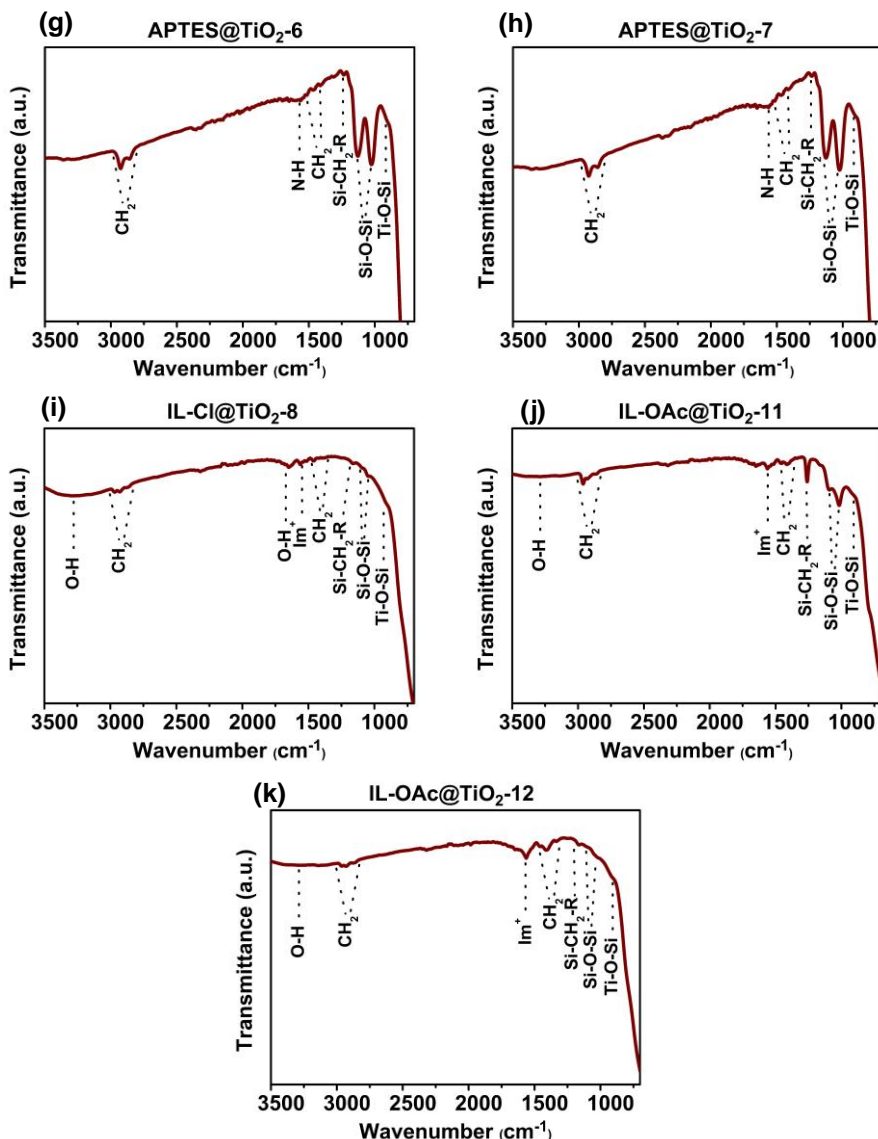 (g)
APTES@TiO₂-6
Transmittance (a.u.)
CH₂
N-H
CH₂
Si-CH₂-R
Si-O-Si
Ti-O-Si
3500 3000 2500 2000 1500 1000
Wavenumber (cm⁻¹)
(h)
APTES@TiO₂-7
Transmittance (a.u.)
CH₂
N-H
CH₂
Si-CH₂-R
Si-O-Si
Ti-O-Si
3500 3000 2500 2000 1500 1000
Wavenumber (cm⁻¹)
(i)
IL-Cl@TiO₂-8
Transmittance (a.u.)
O-H
CH₂
O-H
Im⁺
CH₂
Si-CH₂-R
Si-O-Si
Ti-O-Si
3500 3000 2500 2000 1500 1000
Wavenumber (cm⁻¹)
(j)
IL-OAc@TiO₂-11
Transmittance (a.u.)
O-H
CH₂
Im⁺
CH₂
Si-CH₂-R
Si-O-Si
Ti-O-Si
3500 3000 2500 2000 1500 1000
Wavenumber (cm⁻¹)
(k)
IL-OAc@TiO₂-12
Transmittance (a.u.)
O-H
CH₂
Im⁺
CH₂
Si-CH₂-R
Si-O-Si
Ti-O-Si
3500 3000 2500 2000 1500 1000
Wavenumber (cm⁻¹)